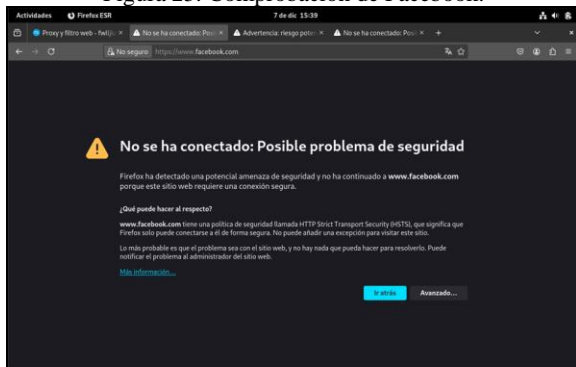 Figura 25. Comprobación de Facebook.
Actividades Firefox ESR 7 de dic 15:39
Proxy y filtro web - No se ha conectado: Advertencia: riesgo No se ha conectado:
No seguro https://www.facebook.com
No se ha conectado: Posible problema de seguridad
Firefox ha detectado una potencial amenaza de seguridad y no ha continuado a www.facebook.com
porque este sitio web requiere una conexión segura.
¿Qué puede hacer al respecto?
www.facebook.com tiene una política de seguridad llamada HTTP Strict Transport Security (HSTS), que significa que
Firefox solo puede conectarse a él de forma segura. No puede añadir una excepción para visitar este sitio.
Lo más probable es que el problema sea con el sitio web, y no hay nada que pueda hacer para resolverlo. Puede
notificar el problema al administrador del sitio web.
Más información...
Ir atrás Avanzado...